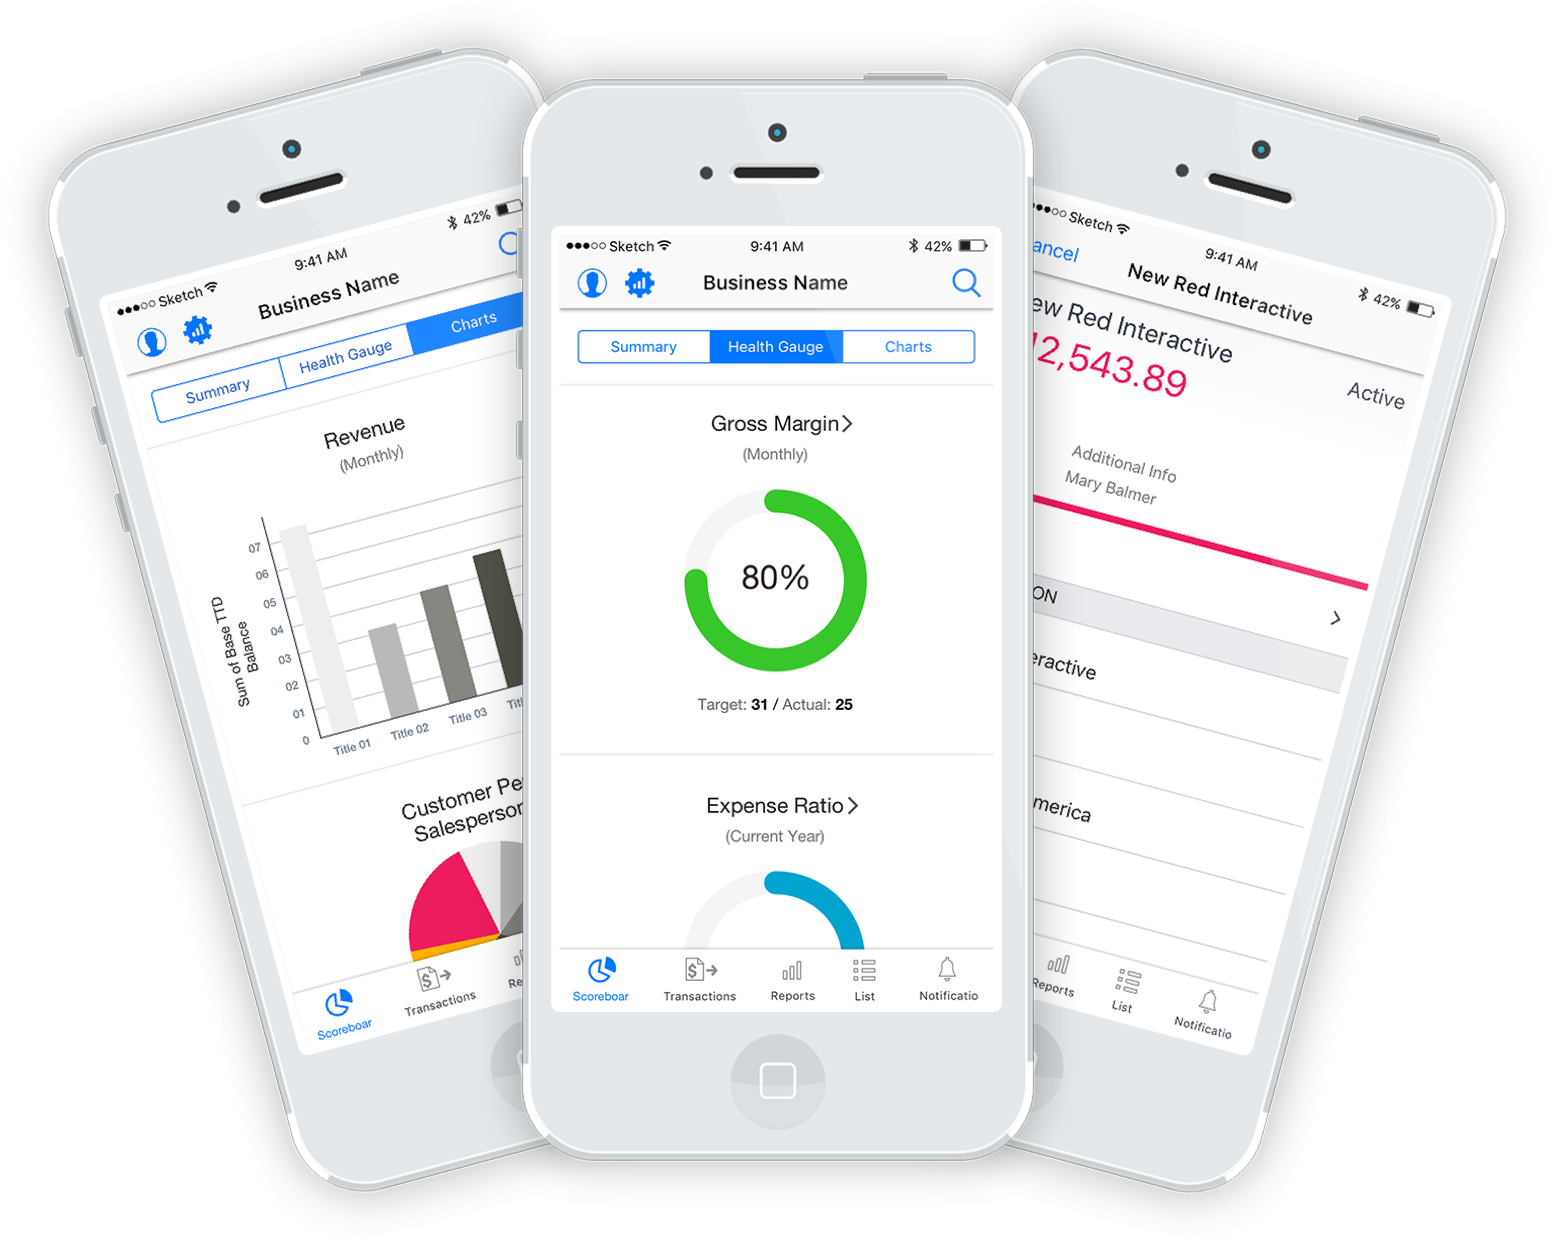 Sketch
9:41 AM
42%
Business Name
Summary
Health Gauge
Charts
Revenue
(Monthly)
07
06
05
04
03
02
01
0
Sum of Base TTD
Balance
Title 01
Title 02
Title 03
Customer Pe
Salesperson
Scoreboar
Transactions
Re
Sketch
9:41 AM
42%
Business Name
Summary
Health Gauge
Charts
Gross Margin
(Monthly)
80%
Target: 31 / Actual: 25
Expense Ratio
(Current Year)
Scoreboar
Transactions
Reports
List
Notificatio
Sketch
9:41 AM
42%
ancel
New Red Interactive
ew Red Interactive
12,543.89
Active
Additional Info
Mary Balmer
ON
eractive
merica
Reports
List
Notificatio